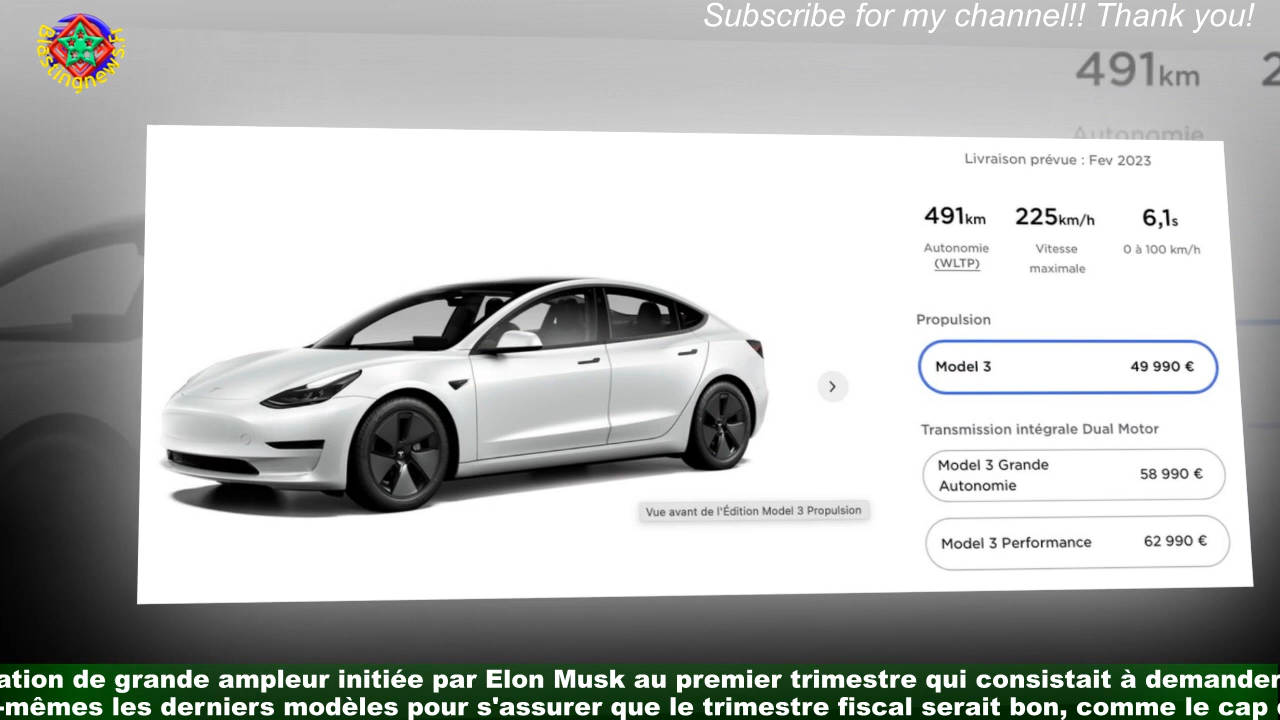 Subscribe for my channel!! Thank you!
Blastingnews.fr
491km
Autonomie
Livraison prévue : Fev 2023
491km 225km/h 6,1s
Autonomie (WLTP) Vitesse maximale 0 à 100 km/h
Propulsion
Model 3 49 990 €
Transmission intégrale Dual Motor
Model 3 Grande
Autonomie 58 990 €
Vue avant de l'Édition Model 3 Propulsion
Model 3 Performance 62 990 €
ation de grande ampleur initiée par Elon Musk au premier trimestre qui consistait à demander
-mêmes les derniers modèles pour s'assurer que le trimestre fiscal serait bon, comme le cap